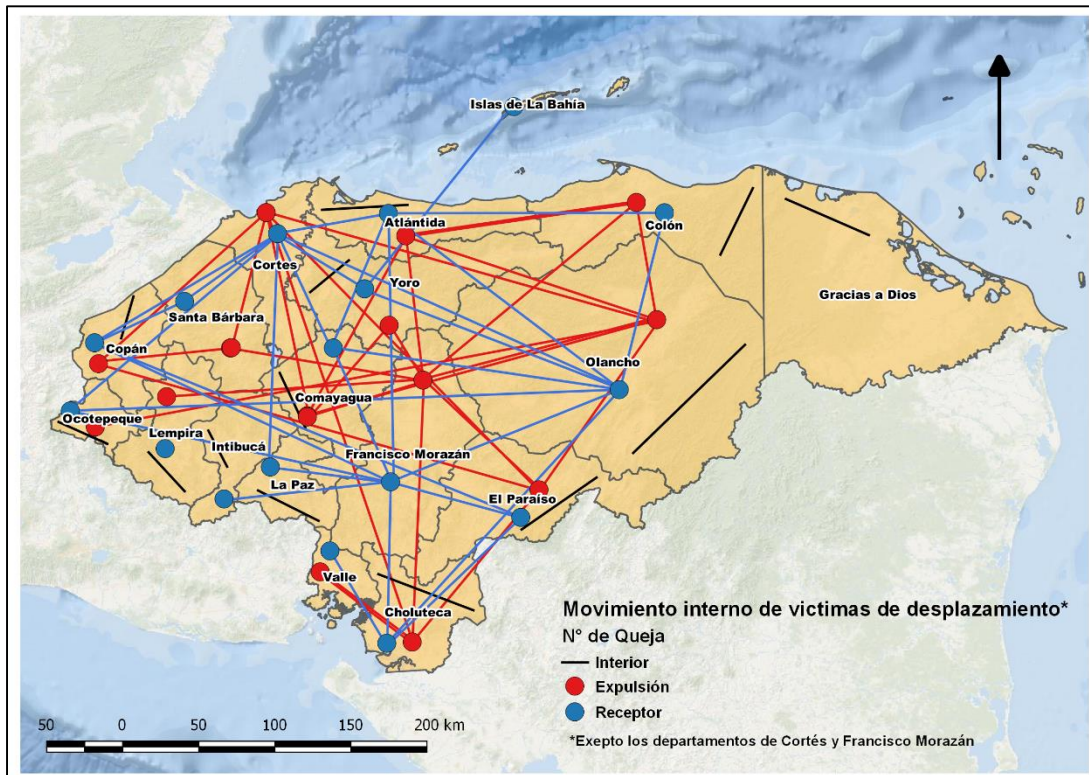 Islas de La Bahía
Atlántida
Colón
Cortes
Yoro
Gracias a Dios
Santa Bárbara
Copán
Olancho
Comayagua
Ocotepeque
Lempira
Intibucá
Francisco Morazán
La Paz
El Paraíso
Valle
Choluteca
Movimiento interno de victimas de desplazamiento*
N° de Queja
Interior
Expulsión
Receptor
*Exepto los departamentos de Cortés y Francisco Morazán
50 0 50 100 150 200 km